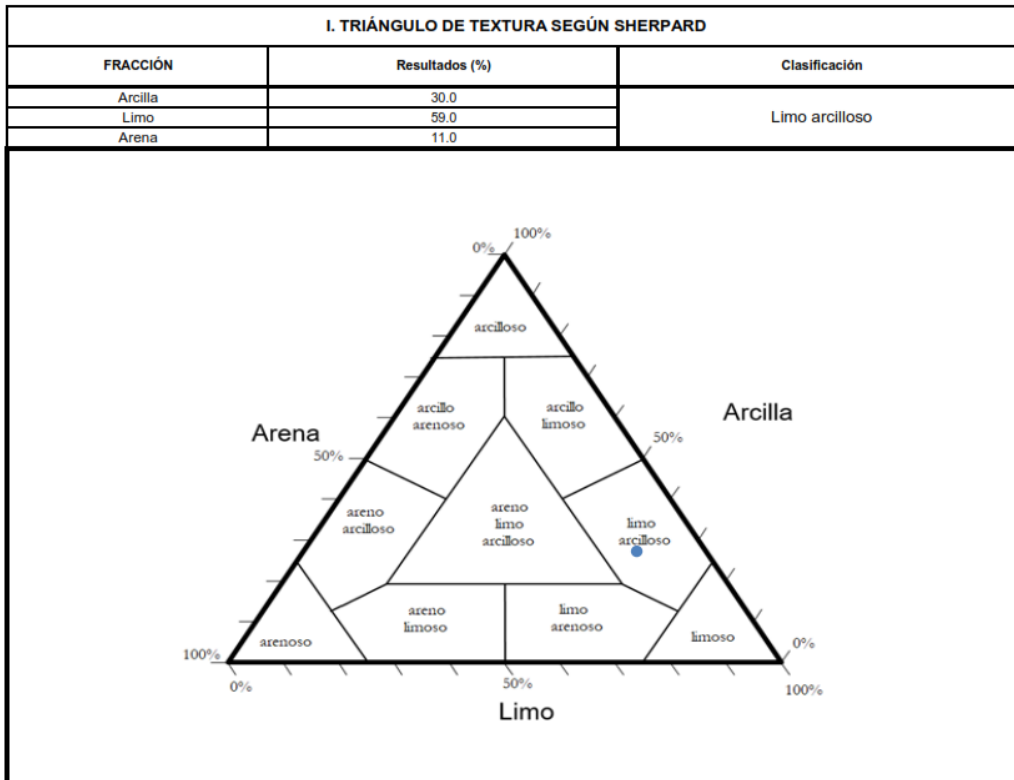 I. TRIÁNGULO DE TEXTURA SEGÚN SHERPARD
FRACCIÓN Resultados (%) Clasificación
Arcilla 30.0
Limo 59.0 Limo arcilloso
Arena 11.0
100%
0%
arcilloso
arcillo
arenoso
arcillo
limoso
Arcilla
Arena
50%
50%
areno
arcilloso
areno
limo
arcilloso
limo
arcilloso
areno
limoso
limo
arenoso
arenoso
limoso
100%
0%
0%
50%
100%
Limo